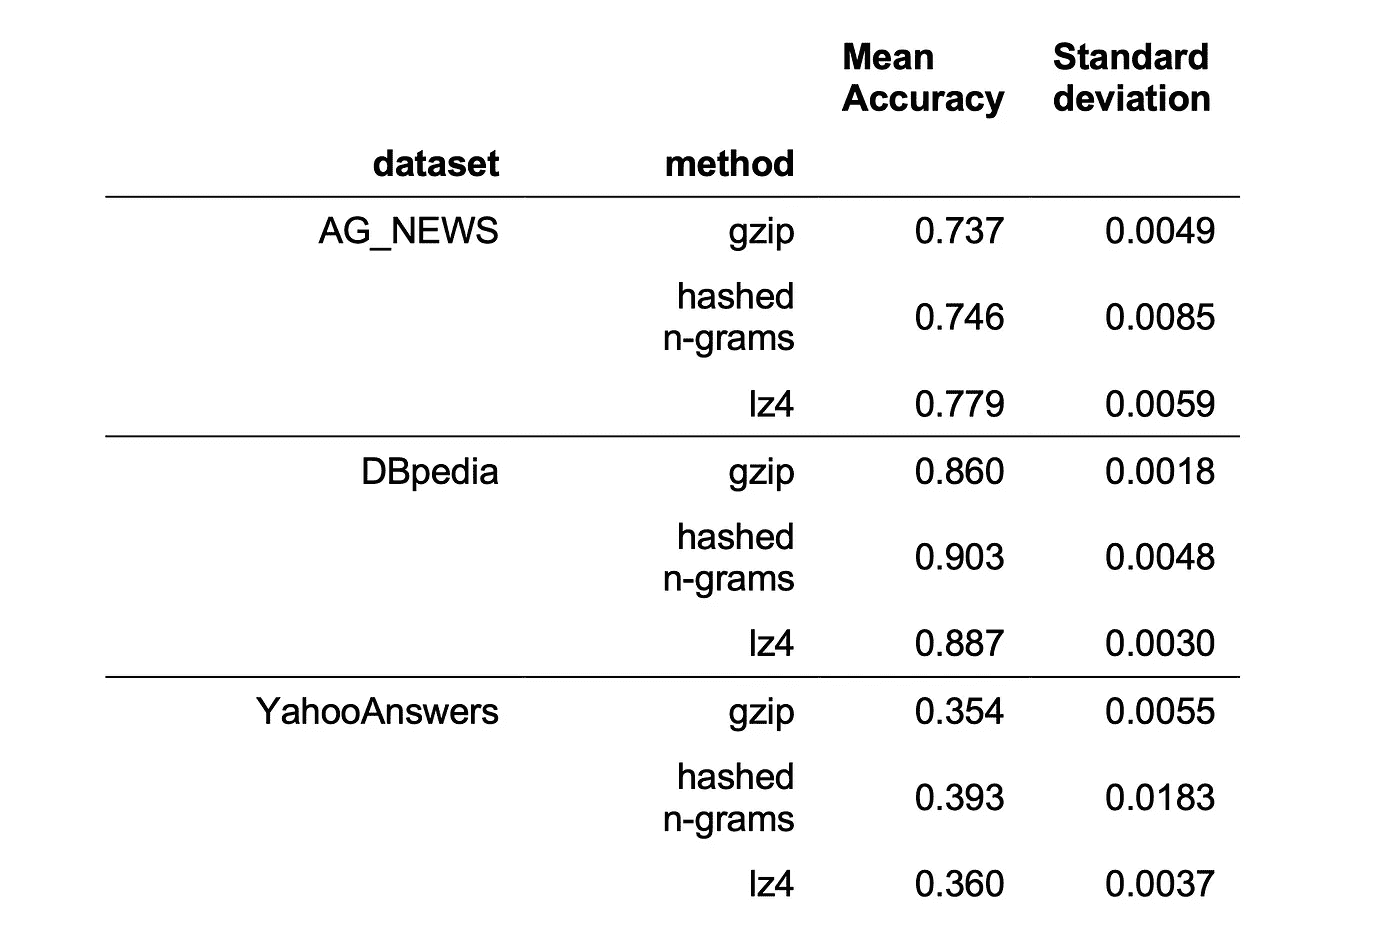 Mean Standard
Accuracy deviation
dataset method
AG_NEWS gzip 0.737 0.0049
hashed
n-grams 0.746 0.0085
lz4 0.779 0.0059
DBpedia gzip 0.860 0.0018
hashed
n-grams 0.903 0.0048
lz4 0.887 0.0030
YahooAnswers gzip 0.354 0.0055
hashed
n-grams 0.393 0.0183
lz4 0.360 0.0037